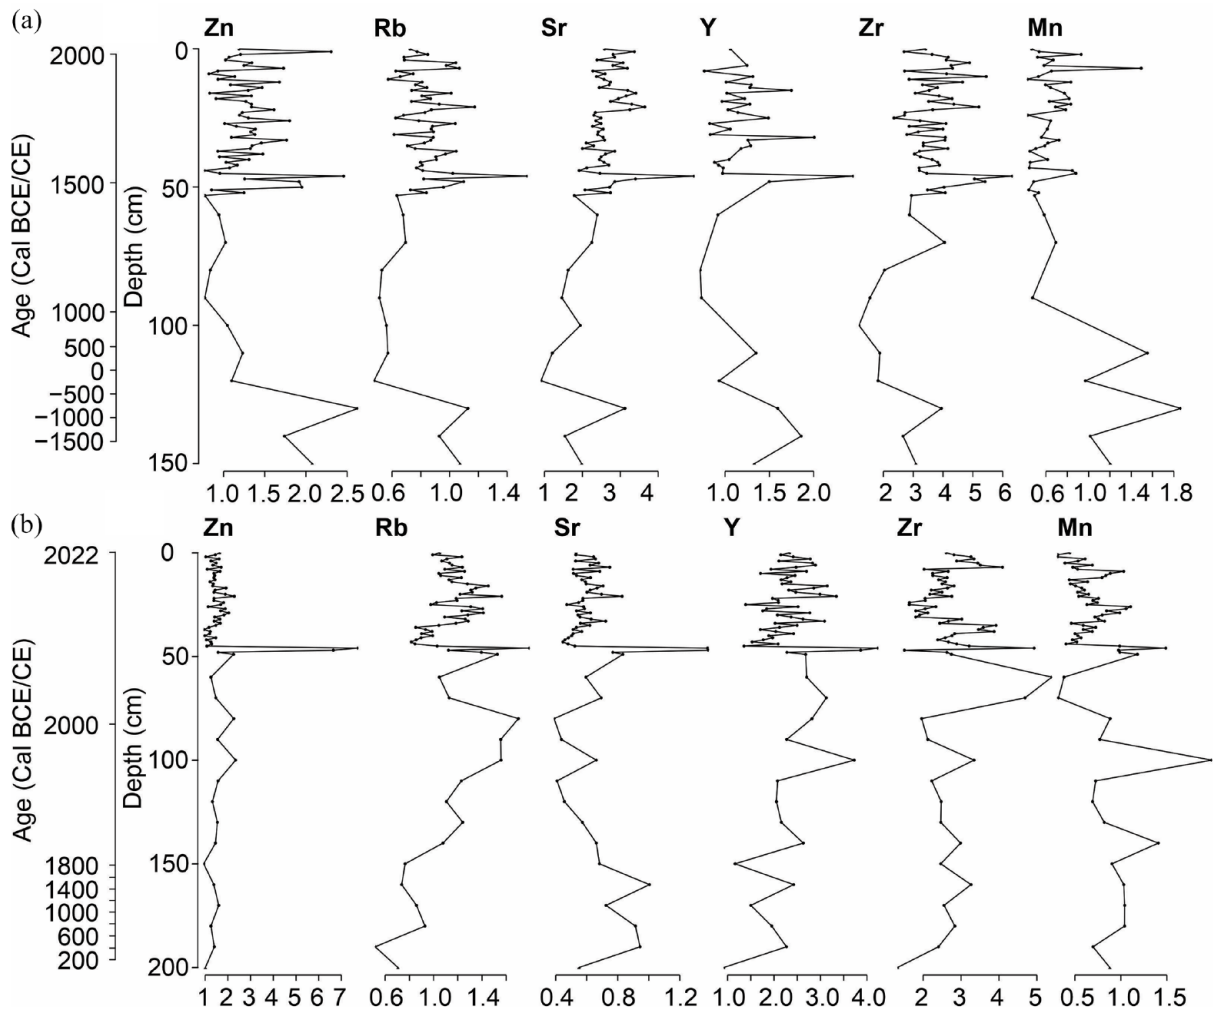 (a)
Zn Rb Sr Y Zr Mn
Age (Cal BCE/CE)
2000
1500
1000
500
0
−500
−1000
−1500
Depth (cm)
0
50
100
150
1.0 1.5 2.0 2.5
0.6 1.0 1.4
1 2 3 4
1.0 1.5 2.0
2 3 4 5 6
0.6 1.4 1.8
(b)
Zn Rb Sr Y Zr Mn
Age (Cal BCE/CE)
2022
2000
1800
1400
1000
600
200
Depth (cm)
0
50
100
150
200
1 2 3 4 5 6 7
0.6 1.0 1.4
0.4 0.8 1.2
1.0 2.0 3.0 4.0
2 3 4 5
0.5 1.0 1.5